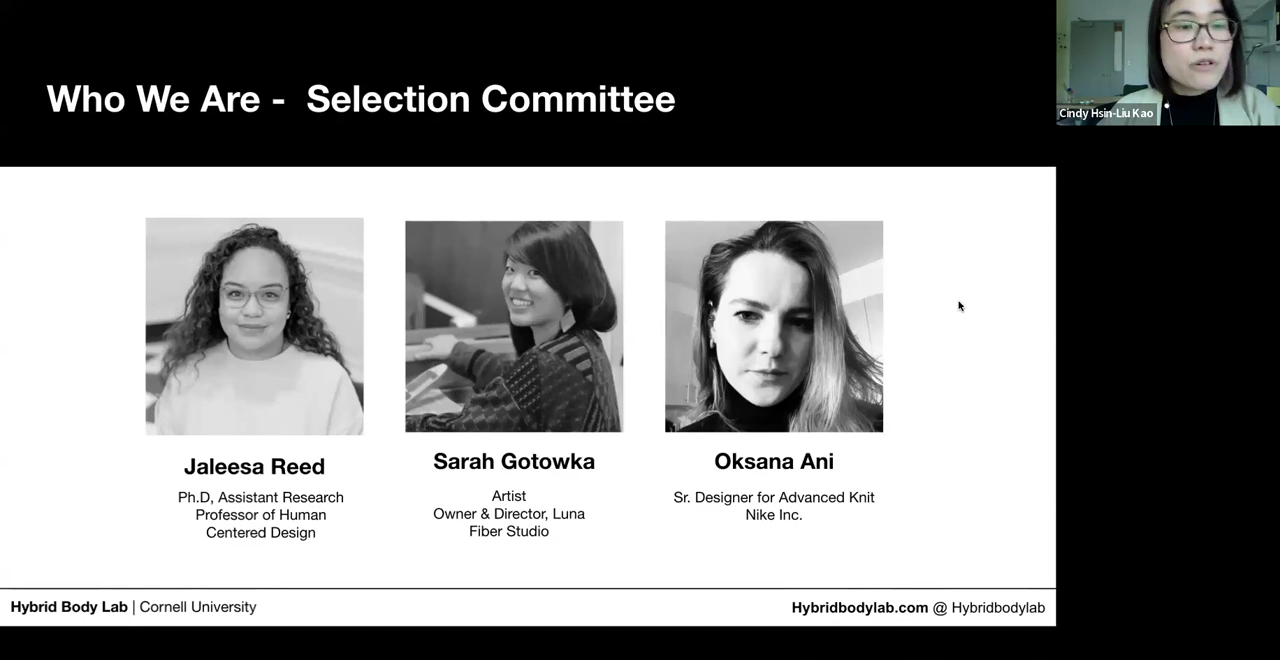 Who We Are - Selection Committee
Cindy Hsin-Liu Kao
Jaleesa Reed
Ph.D, Assistant Research
Professor of Human
Centered Design
Sarah Gotowka
Artist
Owner & Director, Luna
Fiber Studio
Oksana Ani
Sr. Designer for Advanced Knit
Nike Inc.
Hybrid Body Lab | Cornell University
Hybridbodylab.com @ Hybridbodylab